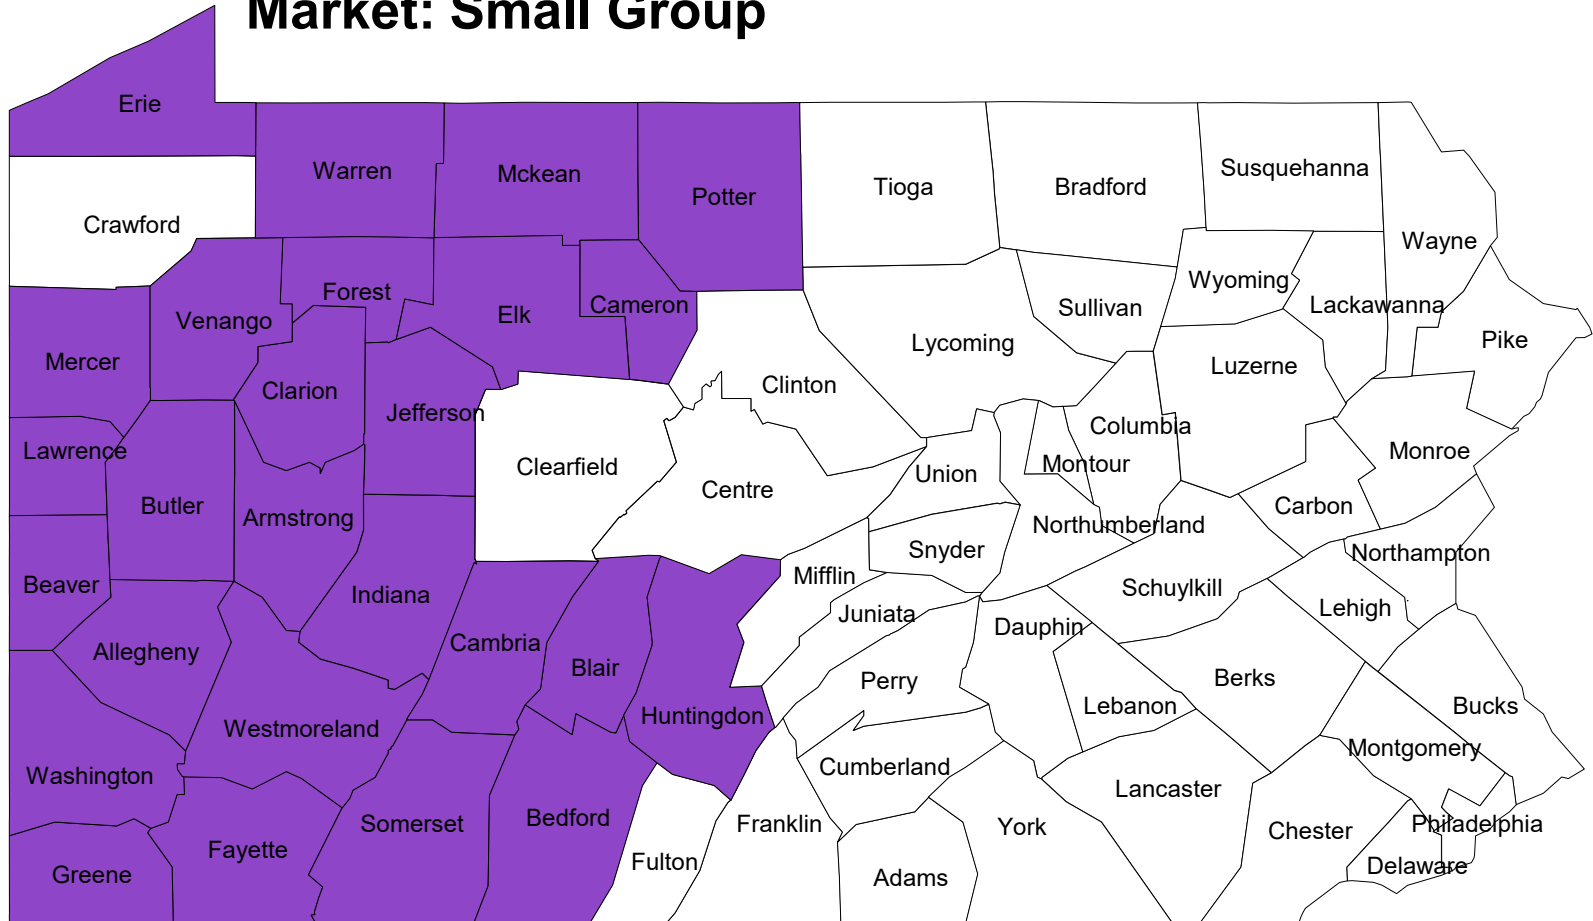 Market: Small Group
Erie
Warren
Mckean
Potter
Tioga
Bradford
Susquehanna
Crawford
Wayne
Forest
Venango
Elk
Cameron
Wyoming
Sullivan
Lackawanna
Mercer
Lycoming
Pike
Luzerne
Clarion
Clinton
Jefferson
Columbia
Lawrence
Clearfield
Montour
Monroe
Union
Centre
Butler
Armstrong
Carbon
Northumberland
Snyder
Northampton
Beaver
Mifflin
Indiana
Schuylkill
Juniata
Lehigh
Dauphin
Allegheny
Cambria
Blair
Perry
Berks
Lebanon
Bucks
Westmoreland
Huntingdon
Montgomery
Washington
Cumberland
Lancaster
Bedford
Somerset
Franklin
York
Chester
Philadelphia
Fayette
Fulton
Delaware
Greene
Adams